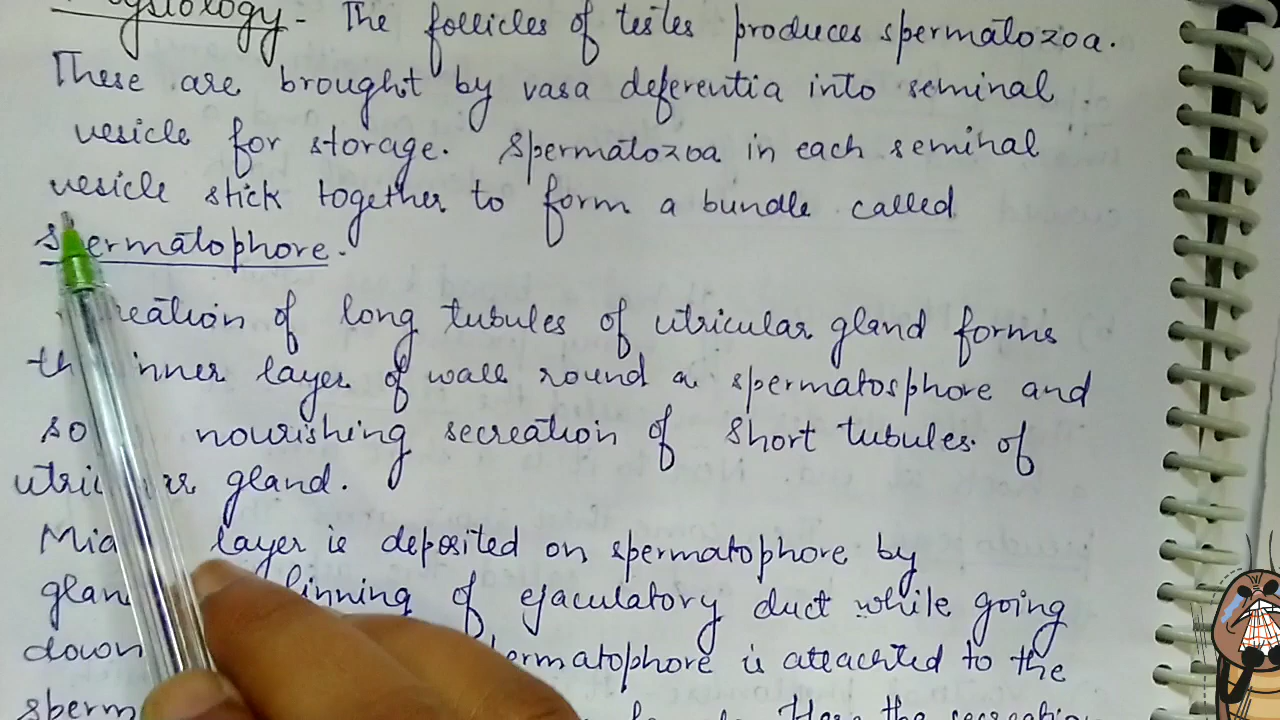 Physiology - The follicles of testes produces spermatozoa.
These are brought by vasa deferentia into seminal
vesicle for storage. Spermatozoa in each seminal
vesicle stick together to form a bundle called
spermatophore.
of long tubules of utricular gland forms
inner layer of wall round a spermatosphore and
so nourishing secreation of short tubules of
gland.
layer is deposited on spermatophore by
linning of ejaculatory duct while going
down is attached to the
the secreation